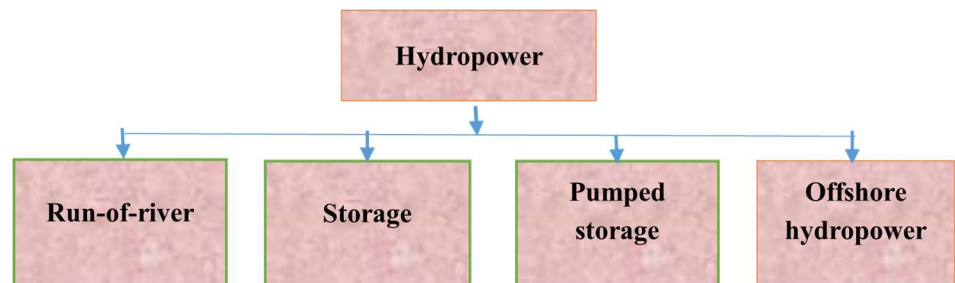 Hydropower
Run-of-river
Storage
Pumped
storage
Offshore
hydropower